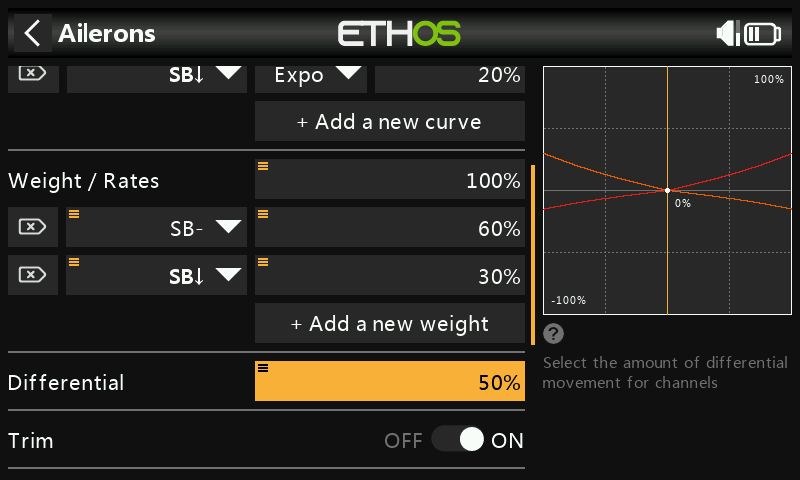 Ailerons
ETHOS
SB↓
Expo
20%
+ Add a new curve
Weight / Rates
100%
SB-
60%
SB↓
30%
+ Add a new weight
Differential
50%
Trim
OFF
ON
100%
0%
-100%
?
Select the amount of differential
movement for channels